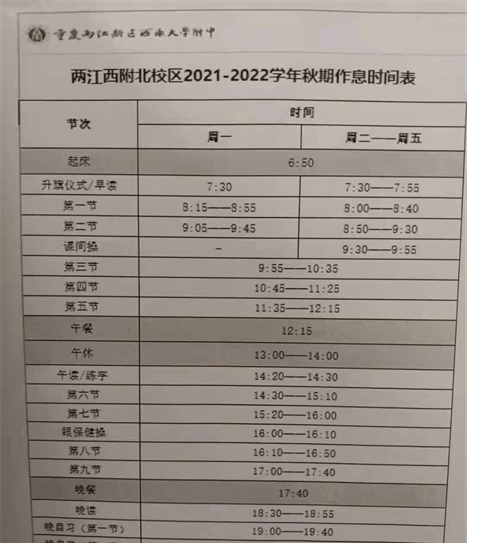 重庆两江新区西南大学附中
两江西附北校区2021-2022学年秋期作息时间表
节次 时间
周一 周二——周五
起床 6:50
升旗仪式/早读 7:30 7:30——7:55
第一节 8:15——8:55 8:00——8:40
第二节 9:05——9:45 8:50——9:30
课间操 - 9:30——9:55
第三节 9:55——10:35
第四节 10:45——11:25
第五节 11:35——12:15
午餐 12:15
午休 13:00——14:00
午读/练字 14:20——14:30
第六节 14:30——15:10
第七节 15:20——16:00
眼保健操 16:00——16:10
第八节 16:10——16:50
第九节 17:00——17:40
晚餐 17:40
晚读 18:30——18:55
晚自习（第一节） 19:00——19:40